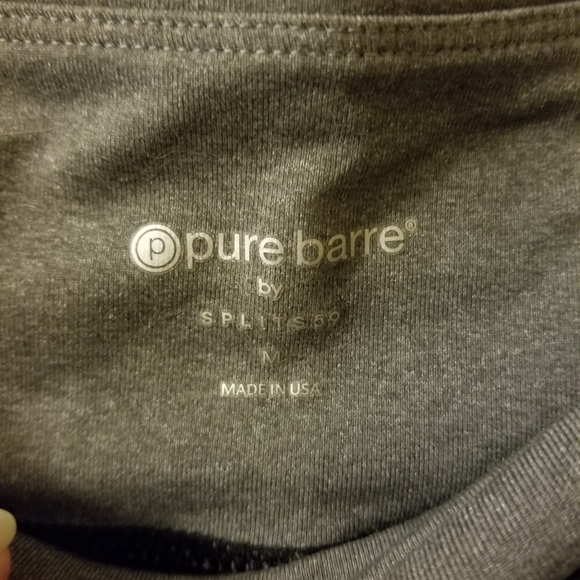 p pure barre®
by
SPLITS59
M
MADE IN USA